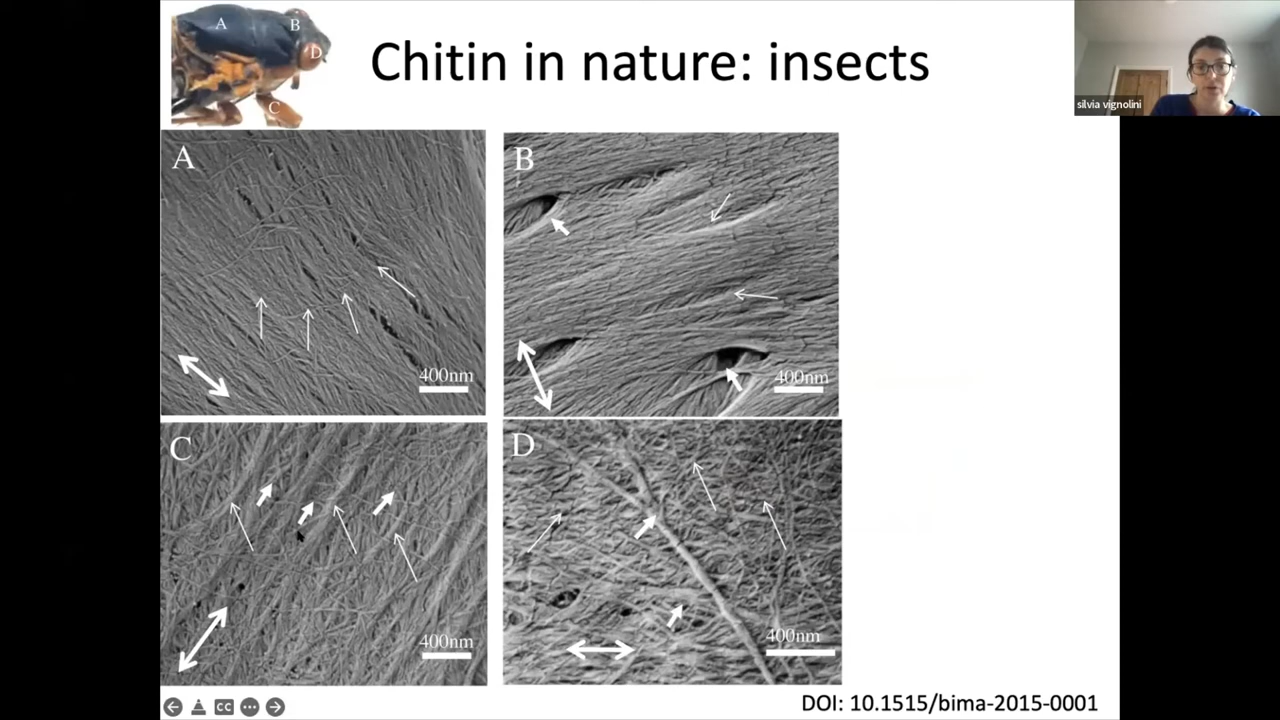 A
B
D
C
Chitin in nature: insects
silvia vignolini
A
400nm
B
400nm
C
400nm
D
400nm
CC
DOI: 10.1515/bima-2015-0001